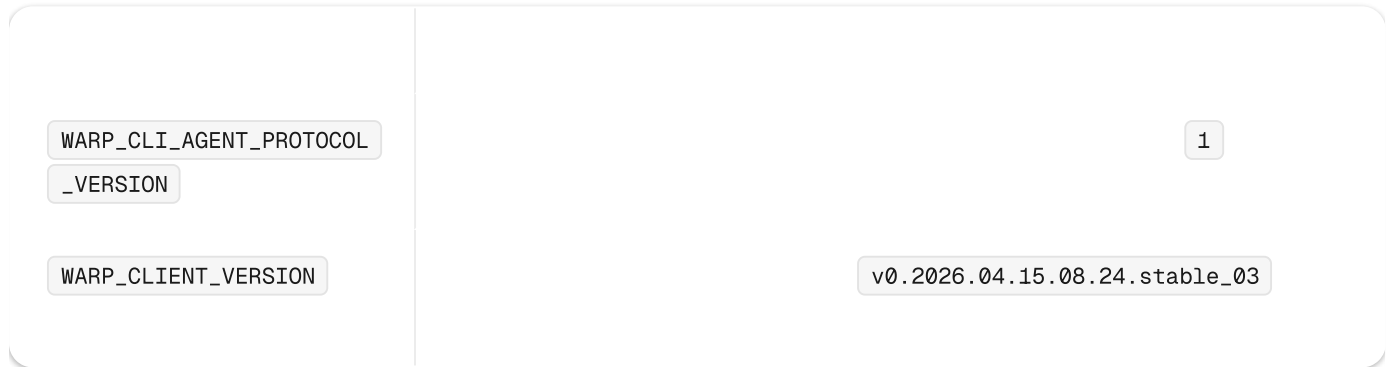 WARP_CLI_AGENT_PROTOCOL 1
_VERSION
WARP_CLIENT_VERSION v0.2026.04.15.08.24.stable_03